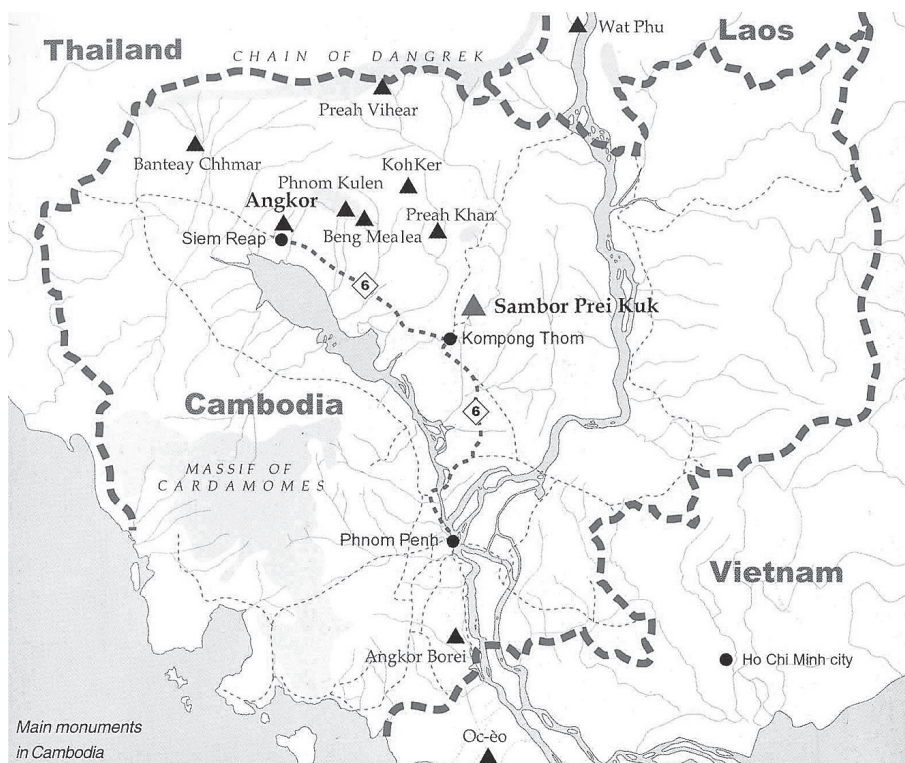 Thailand
CHAIN OF DANGREK
Wat Phu
Laos
Preah Vihear
Banteay Chhmar
KohKer
Phnom Kulen
Angkor
Preah Khan
Siem Reap
Beng Mealea
6
Sambor Prei Kuk
Kompong Thom
Cambodia
6
MASSIF OF
CARDAMOMES
Phnom Penh
Vietnam
Angkor Borei
Ho Chi Minh city
Main monuments
in Cambodia
Oc-èo